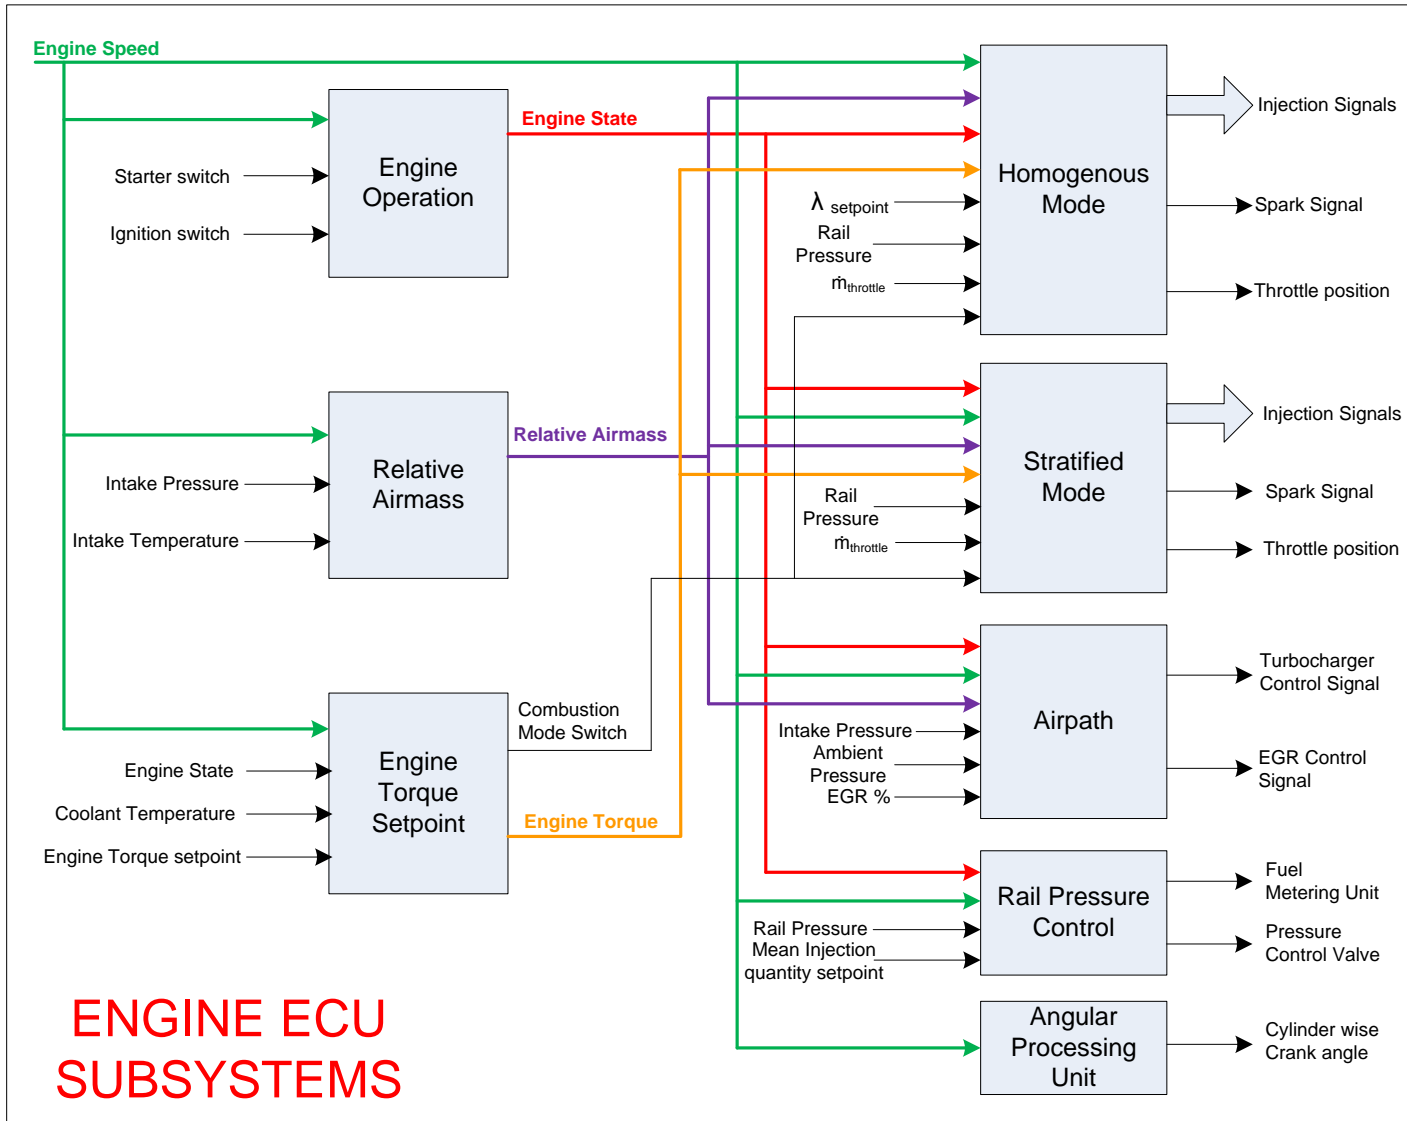 Engine Speed
Engine
Operation
Starter switch
Ignition switch
Engine State
Relative
Airmass
Intake Pressure
Intake Temperature
Relative Airmass
Engine
Torque
Setpoint
Engine State
Coolant Temperature
Engine Torque setpoint
Combustion
Mode Switch
Engine Torque
Homogenous
Mode
λ setpoint
Rail
Pressure
ṁthrottle
Injection Signals
Spark Signal
Throttle position
Stratified
Mode
Rail
Pressure
ṁthrottle
Injection Signals
Spark Signal
Throttle position
Airpath
Intake Pressure
Ambient
Pressure
EGR %
Turbocharger
Control Signal
EGR Control
Signal
Rail Pressure
Control
Rail Pressure
Mean Injection
quantity setpoint
Fuel
Metering Unit
Pressure
Control Valve
Angular
Processing
Unit
Cylinder wise
Crank angle
ENGINE ECU
SUBSYSTEMS